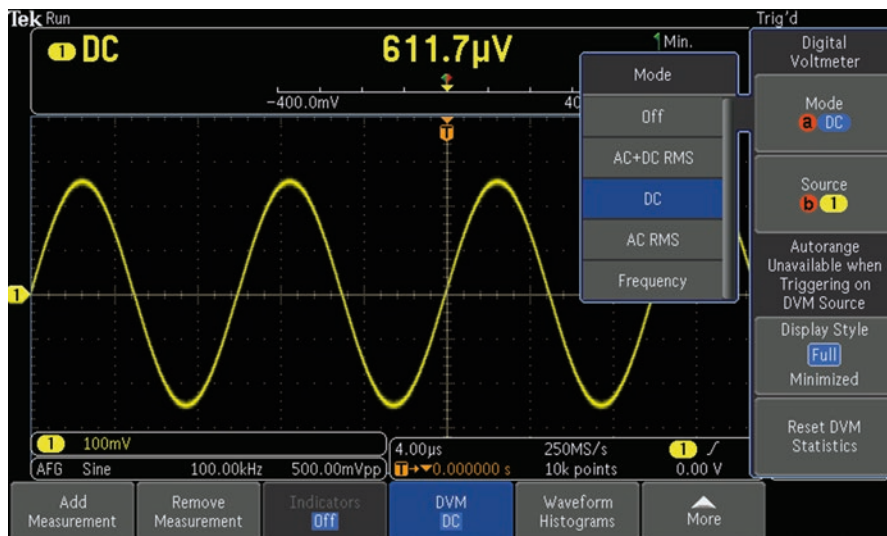 Tek Run
Trig'd
1 DC
611.7µV
1 Min.
-400.0mV
40
T
Mode
Off
AC+DC RMS
DC
AC RMS
Frequency
Digital
Voltmeter
Mode
a DC
Source
b 1
Autorange
Unavailable when
Triggering on
DVM Source
Display Style
Full
Minimized
Reset DVM
Statistics
1
1 100mV
AFG Sine 100.00kHz 500.00mVpp
4.00µs 250MS/s 1
T→▼0.000000 s 10k points 0.00 V
Add
Measurement
Remove
Measurement
Indicators
Off
DVM
DC
Waveform
Histograms
More